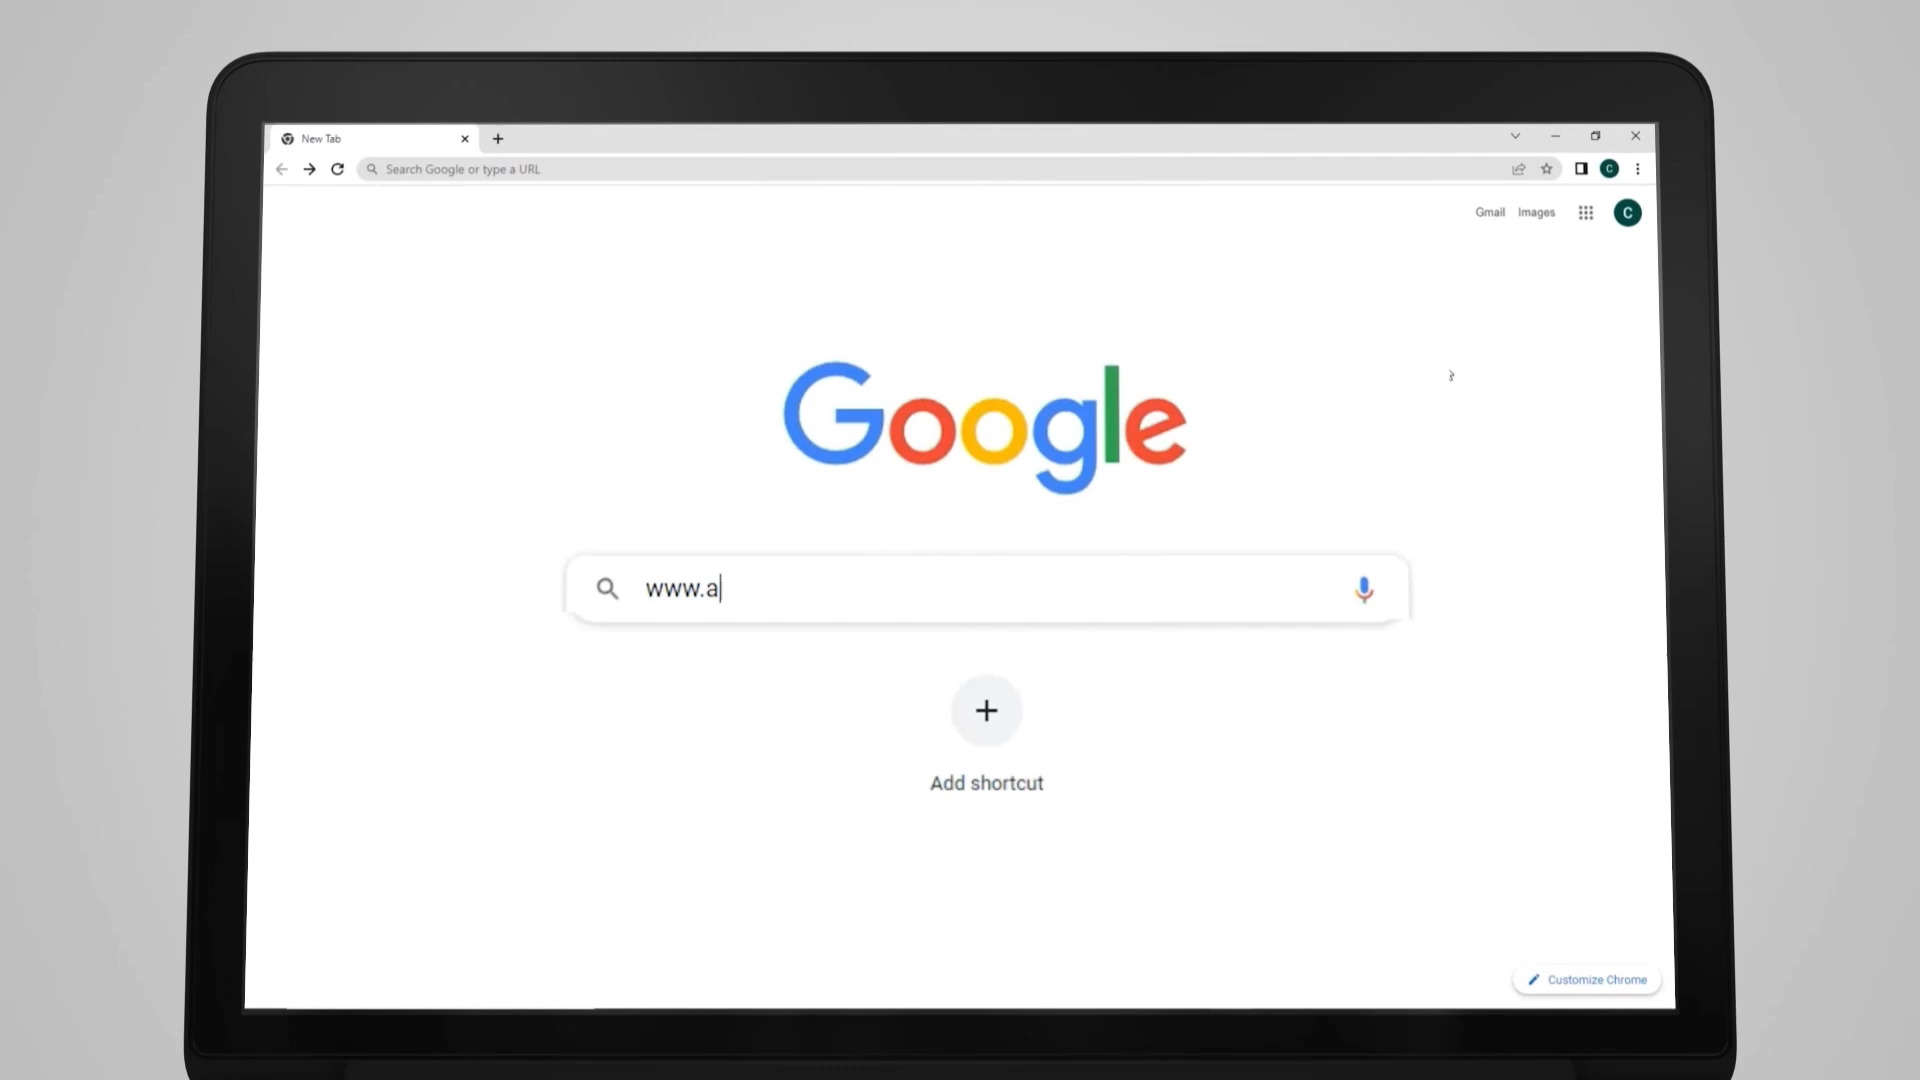 New Tab
Search Google or type a URL
C
Gmail Images
C
Google
www.a
Add shortcut
Customize Chrome